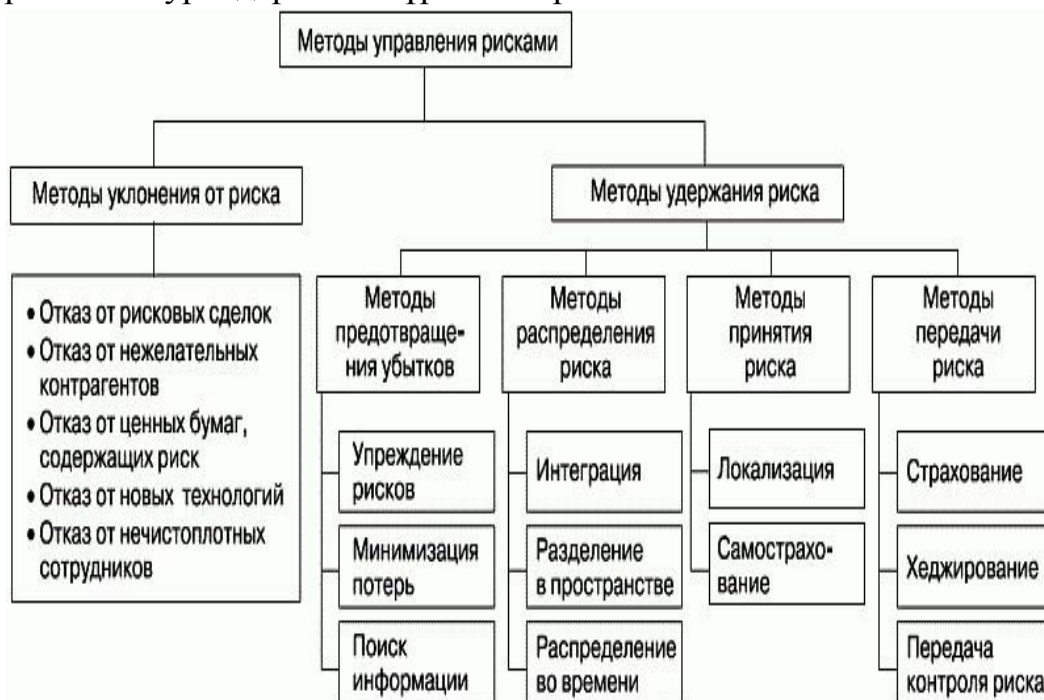 Методы управления рисками
Методы уклонения от риска
Методы удержания риска
• Отказ от рисковых сделок
• Отказ от нежелательных
контрагентов
• Отказ от ценных бумаг,
содержащих риск
• Отказ от новых технологий
• Отказ от нечистоплотных
сотрудников
Методы
предотвраще-
ния убытков
Упреждение
рисков
Минимизация
потерь
Поиск
информации
Методы
распределения
риска
Интеграция
Разделение
в пространстве
Распределение
во времени
Методы
принятия
риска
Локализация
Самострахо-
вание
Методы
передачи
риска
Страхование
Хеджирование
Передача
контроля риска